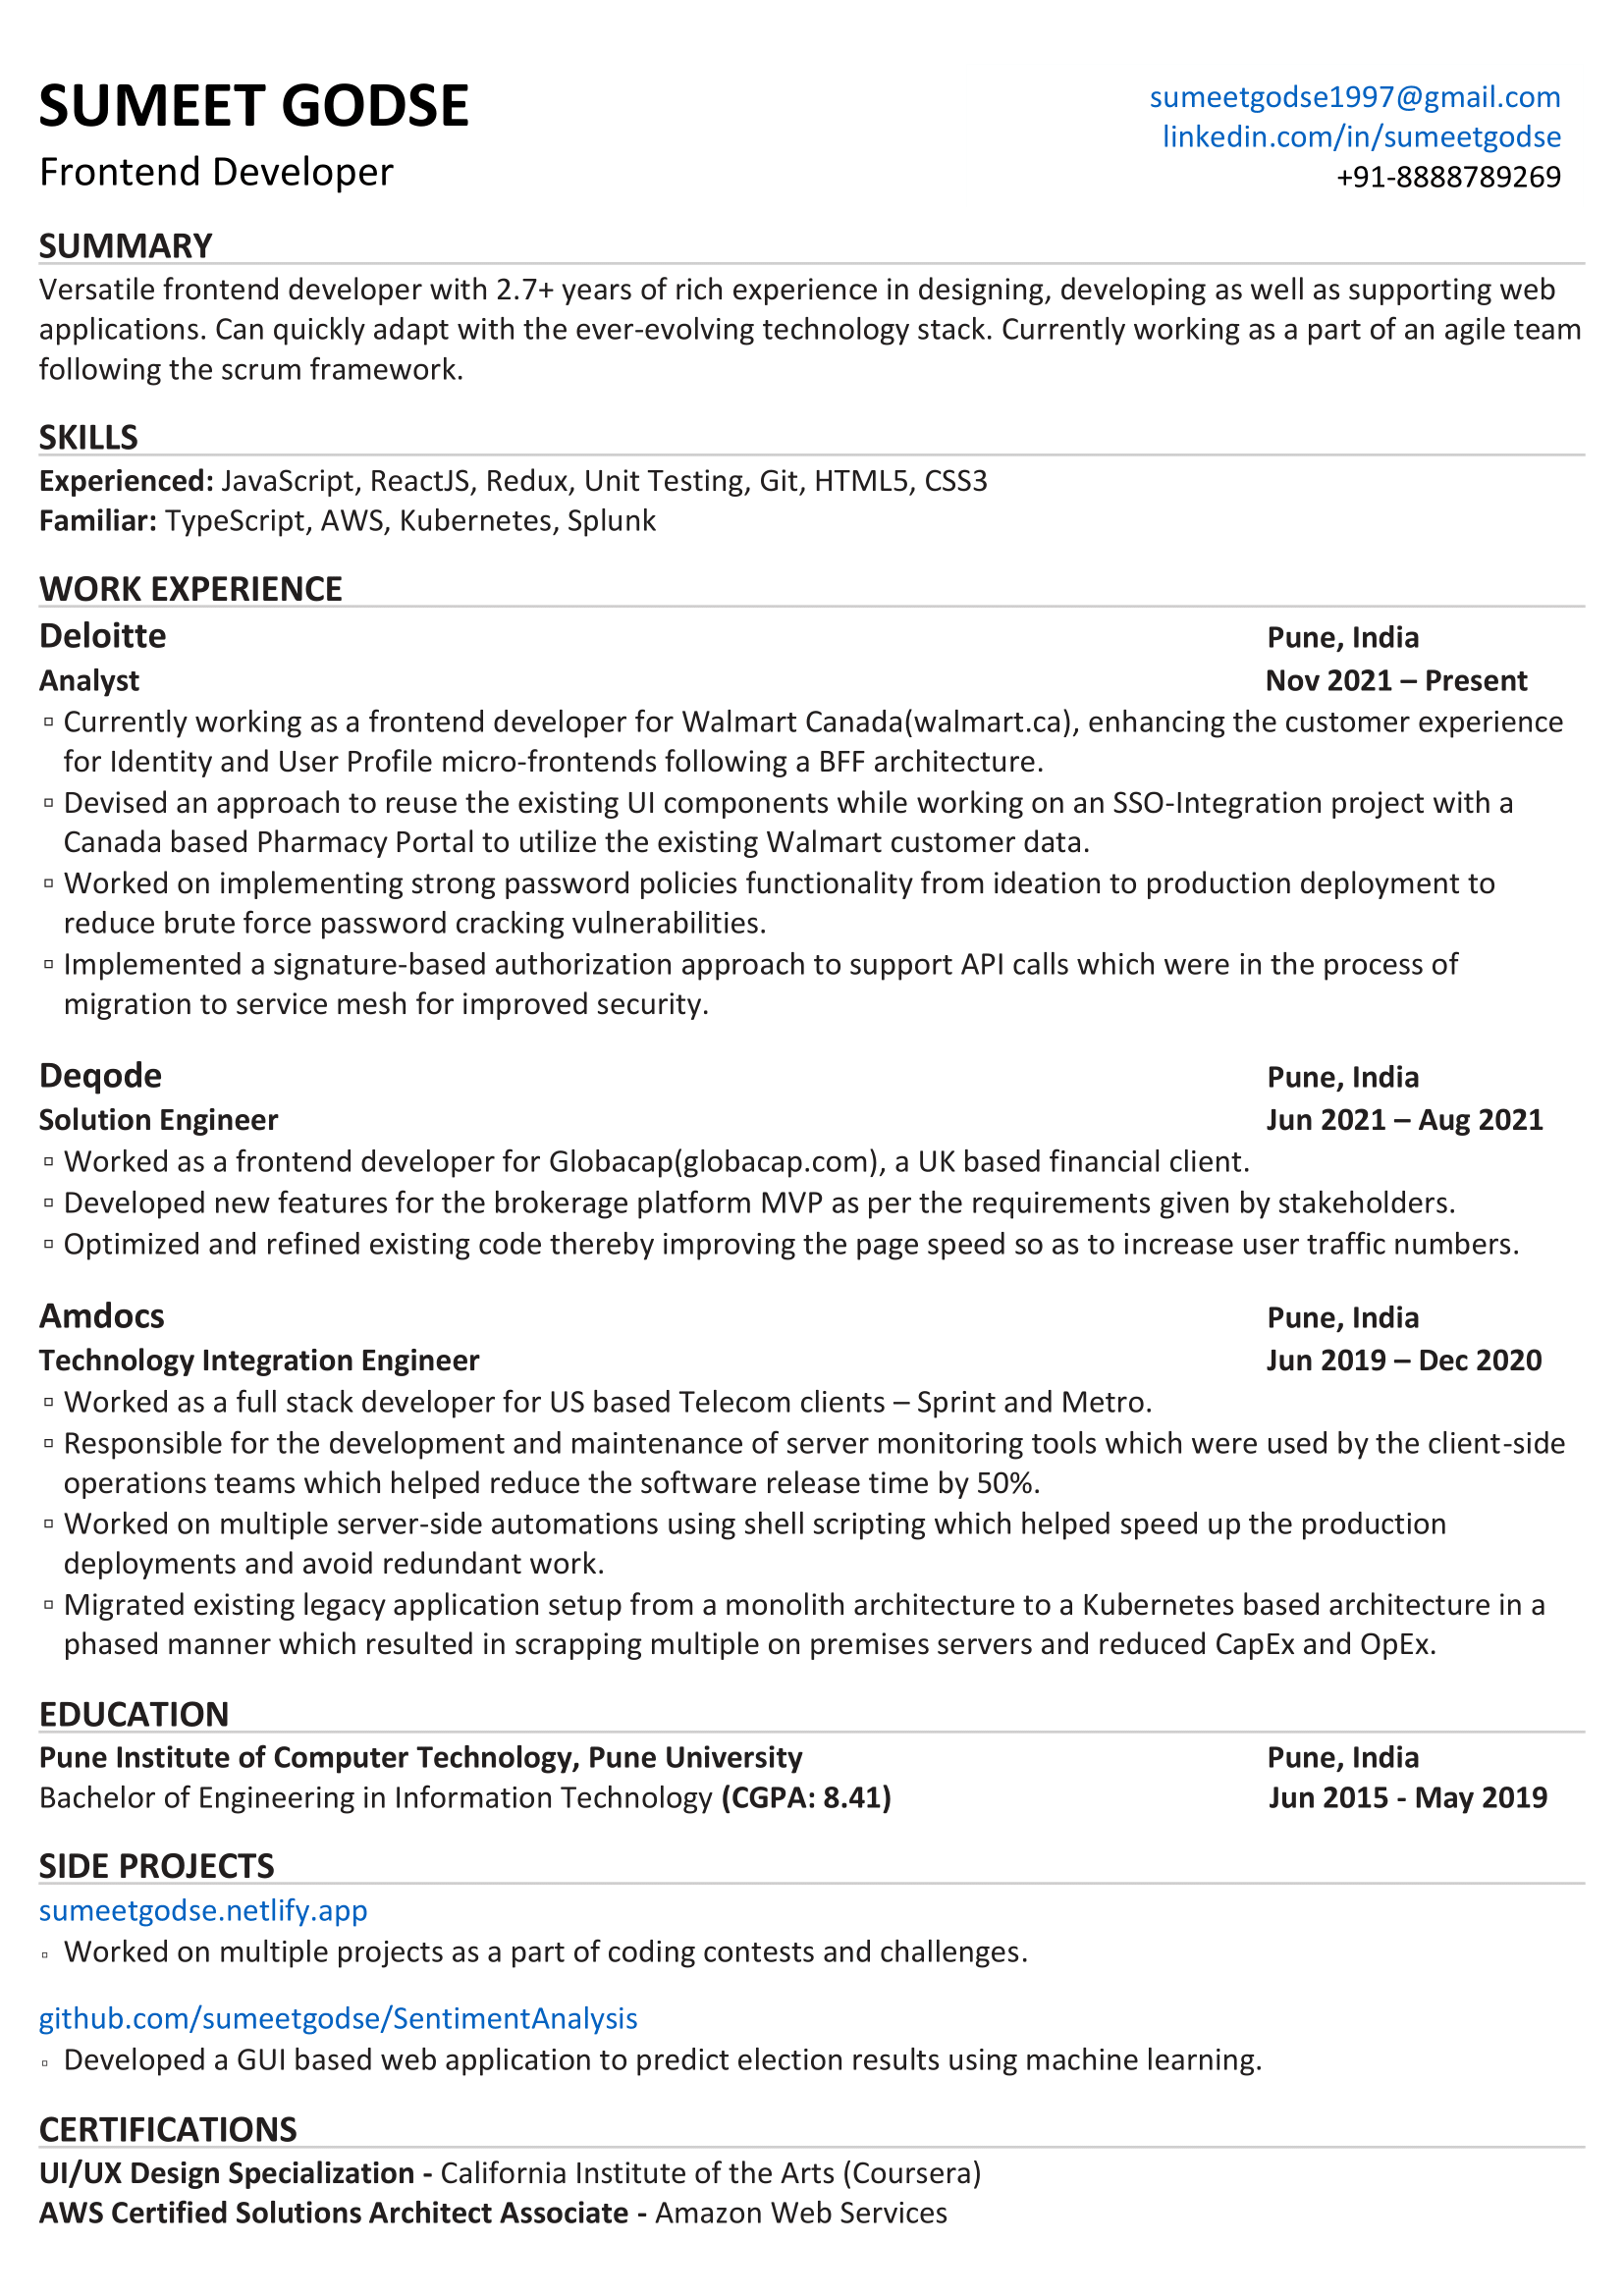 SUMEET GODSE
sumeetgodse1997@gmail.com
linkedin.com/in/sumeetgodse
Frontend Developer
+91-8888789269
SUMMARY
Versatile frontend developer with 2.7+ years of rich experience in designing, developing as well as supporting web
applications. Can quickly adapt with the ever-evolving technology stack. Currently working as a part of an agile team
following the scrum framework.
SKILLS
Experienced: JavaScript, ReactJS, Redux, Unit Testing, Git, HTML5, CSS3
Familiar: TypeScript, AWS, Kubernetes, Splunk
WORK EXPERIENCE
Deloitte Pune, India
Analyst Nov 2021 – Present
▫ Currently working as a frontend developer for Walmart Canada(walmart.ca), enhancing the customer experience
for Identity and User Profile micro-frontends following a BFF architecture.
▫ Devised an approach to reuse the existing UI components while working on an SSO-Integration project with a
Canada based Pharmacy Portal to utilize the existing Walmart customer data.
▫ Worked on implementing strong password policies functionality from ideation to production deployment to
reduce brute force password cracking vulnerabilities.
▫ Implemented a signature-based authorization approach to support API calls which were in the process of
migration to service mesh for improved security.
Deqode Pune, India
Solution Engineer Jun 2021 – Aug 2021
▫ Worked as a frontend developer for Globacap(globacap.com), a UK based financial client.
▫ Developed new features for the brokerage platform MVP as per the requirements given by stakeholders.
▫ Optimized and refined existing code thereby improving the page speed so as to increase user traffic numbers.
Amdocs Pune, India
Technology Integration Engineer Jun 2019 – Dec 2020
▫ Worked as a full stack developer for US based Telecom clients – Sprint and Metro.
▫ Responsible for the development and maintenance of server monitoring tools which were used by the client-side
operations teams which helped reduce the software release time by 50%.
▫ Worked on multiple server-side automations using shell scripting which helped speed up the production
deployments and avoid redundant work.
▫ Migrated existing legacy application setup from a monolith architecture to a Kubernetes based architecture in a
phased manner which resulted in scrapping multiple on premises servers and reduced CapEx and OpEx.
EDUCATION
Pune Institute of Computer Technology, Pune University Pune, India
Bachelor of Engineering in Information Technology (CGPA: 8.41) Jun 2015 - May 2019
SIDE PROJECTS
sumeetgodse.netlify.app
▫ Worked on multiple projects as a part of coding contests and challenges.
github.com/sumeetgodse/SentimentAnalysis
▫ Developed a GUI based web application to predict election results using machine learning.
CERTIFICATIONS
UI/UX Design Specialization - California Institute of the Arts (Coursera)
AWS Certified Solutions Architect Associate - Amazon Web Services